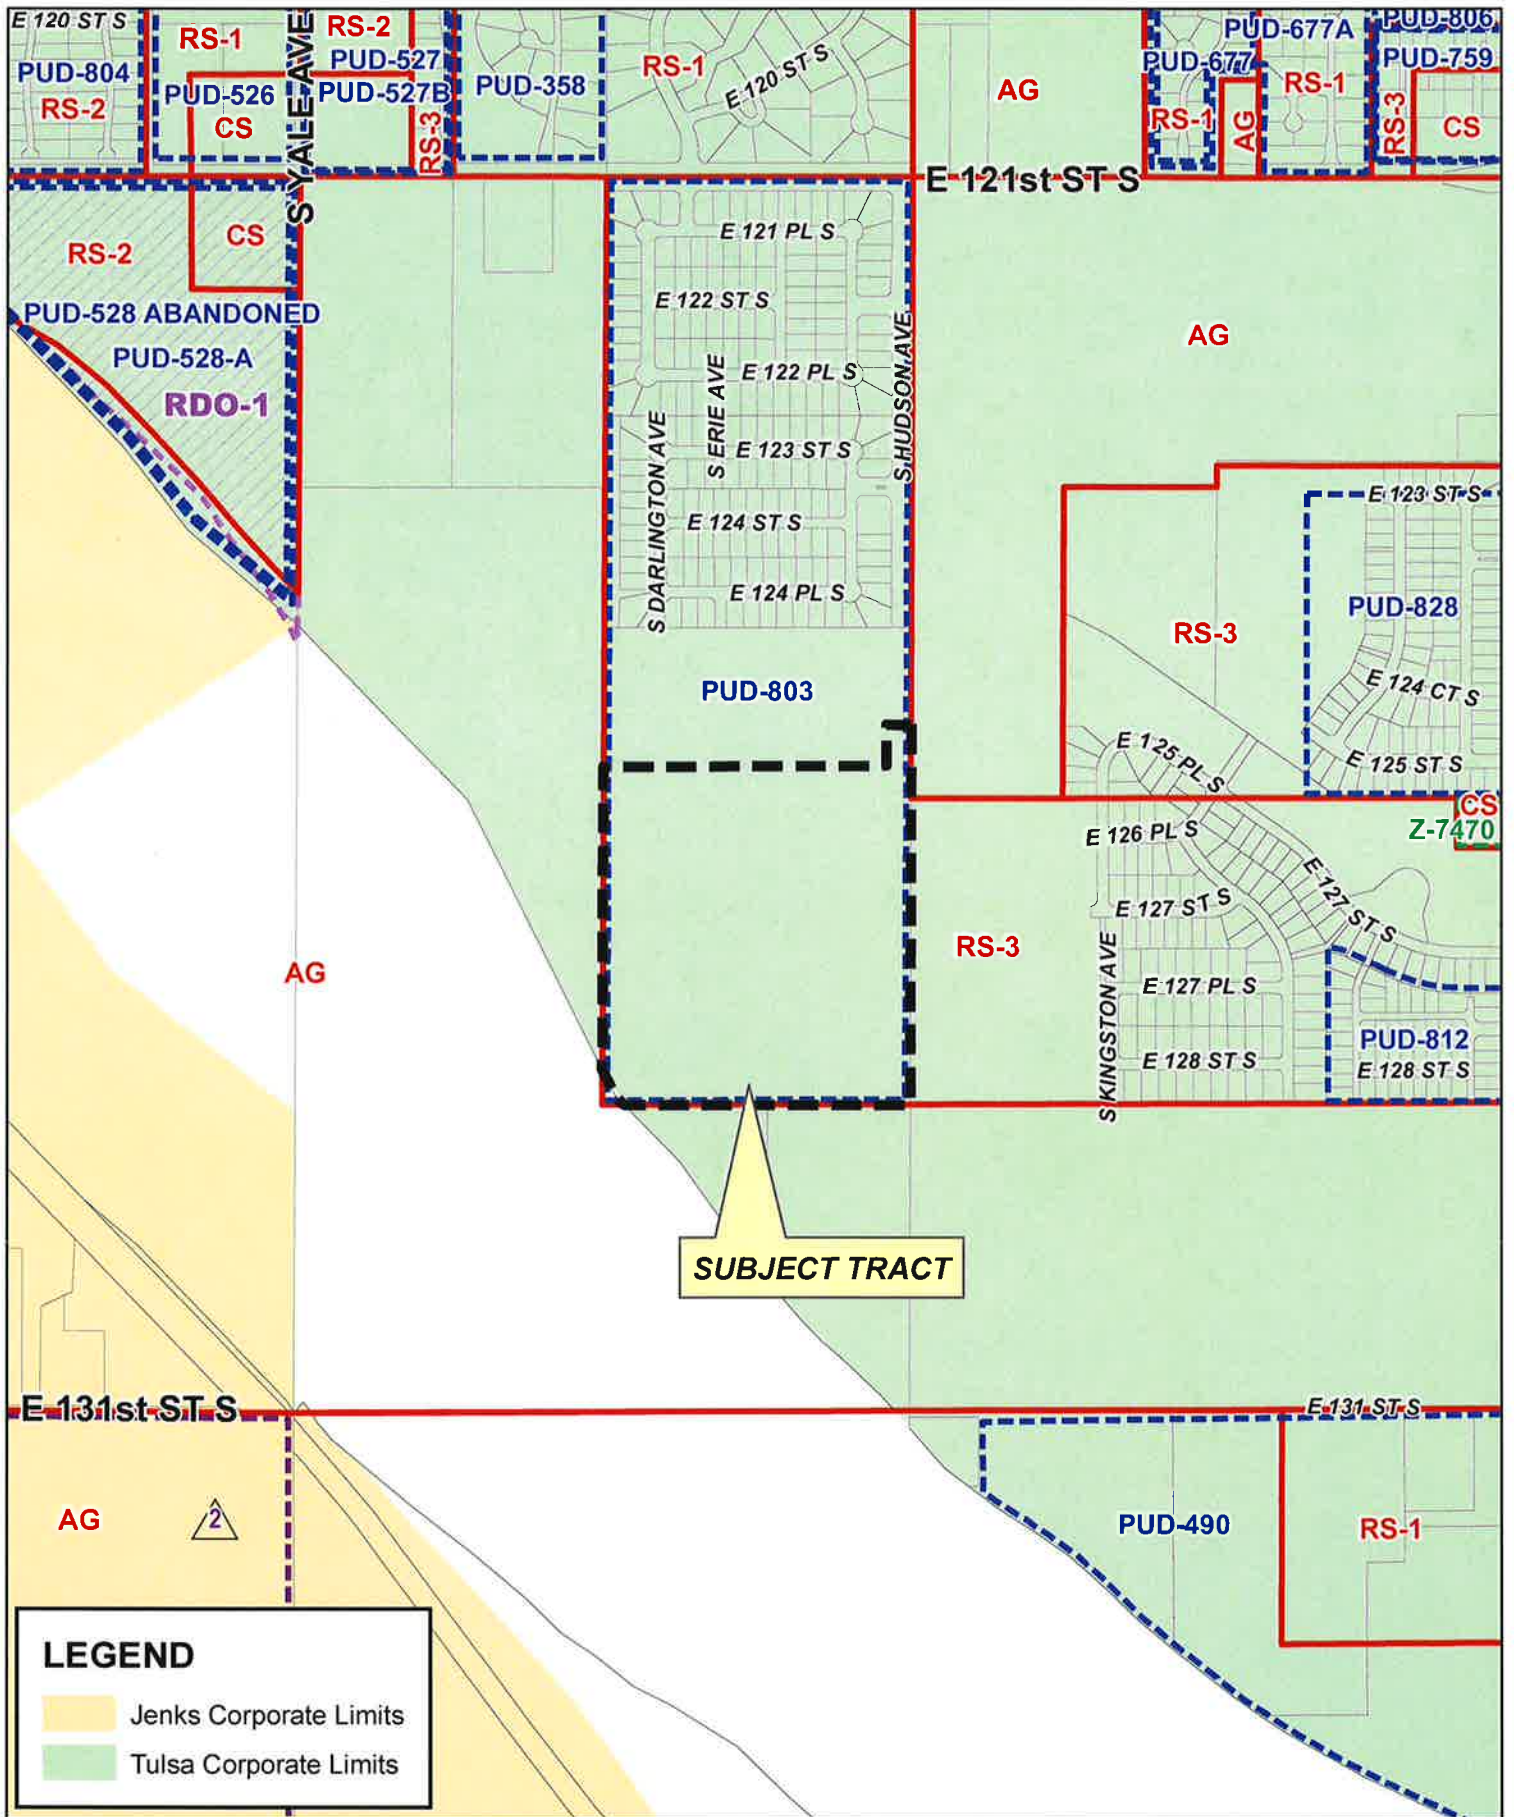 E 120 ST S
RS-1
RS-2
PUD-677A
PUD-806
PUD-804
PUD-527
PUD-358
RS-1
E 120 ST S
AG
PUD-677
PUD-759
RS-2
PUD-526
PUD-527B
RS-1
CS
RS-3
RS-1
AG
RS-3
CS
S YALE AVE
E 121st ST S
RS-2
CS
E 121 PL S
PUD-528 ABANDONED
E 122 ST S
AG
PUD-528-A
E 122 PL S
S HUDSON AVE
RDO-1
S ERIE AVE
E 123 ST S
S DARLINGTON AVE
E 123 ST S
E 124 ST S
E 124 PL S
PUD-828
RS-3
PUD-803
E 124 CT S
E 125 PL S
E 125 ST S
CS
Z-7470
E 126 PL S
E 127 ST S
E 127 ST S
AG
RS-3
S KINGSTON AVE
E 127 PL S
PUD-812
E 128 ST S
E 128 ST S
SUBJECT TRACT
E 131st ST S
E 131 ST S
AG
2
PUD-490
RS-1
LEGEND
Jenks Corporate Limits
Tulsa Corporate Limits